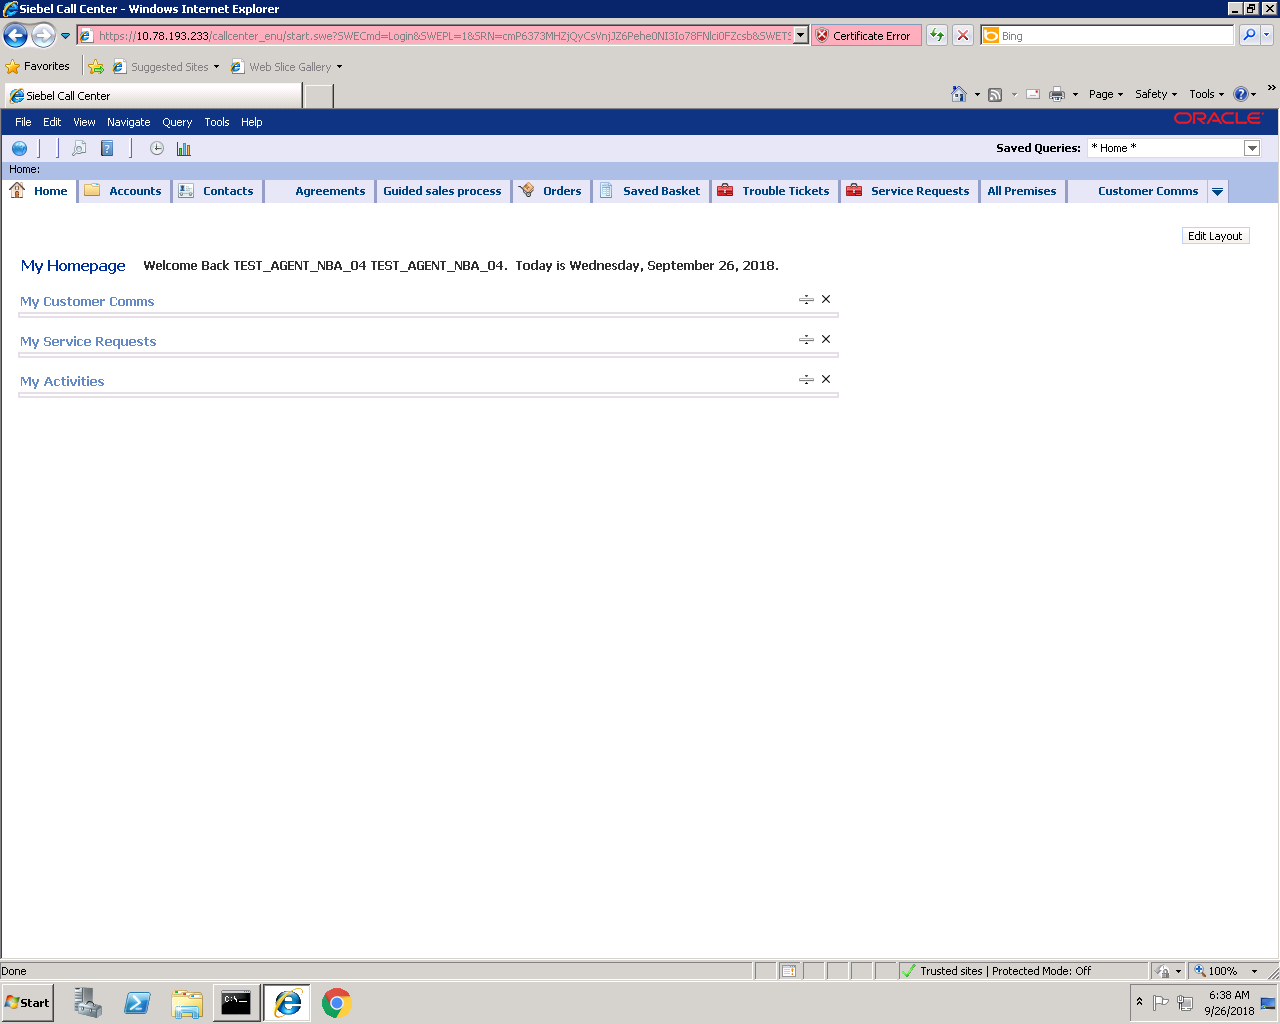 Siebel Call Center - Windows Internet Explorer
https://10.78.193.233/callcenter_enu/start.swe?SWECmd=Login&SWEPL=1&SRN= Certificate Error Bing
Favorites Suggested Sites Web Slice Gallery
Siebel Call Center Page Safety Tools
File Edit View Navigate Query Tools Help ORACLE
Saved Queries: * Home *
Home:
Home Accounts Contacts Agreements Guided sales process Orders Saved Basket Trouble Tickets Service Requests All Premises Customer Comms
Edit Layout
My Homepage Welcome Back TEST_AGENT_NBA_04 TEST_AGENT_NBA_04. Today is Wednesday, September 26, 2018.
My Customer Comms
My Service Requests
My Activities
Done Trusted sites | Protected Mode: Off 100%
Start 6:38 AM
9/26/2018